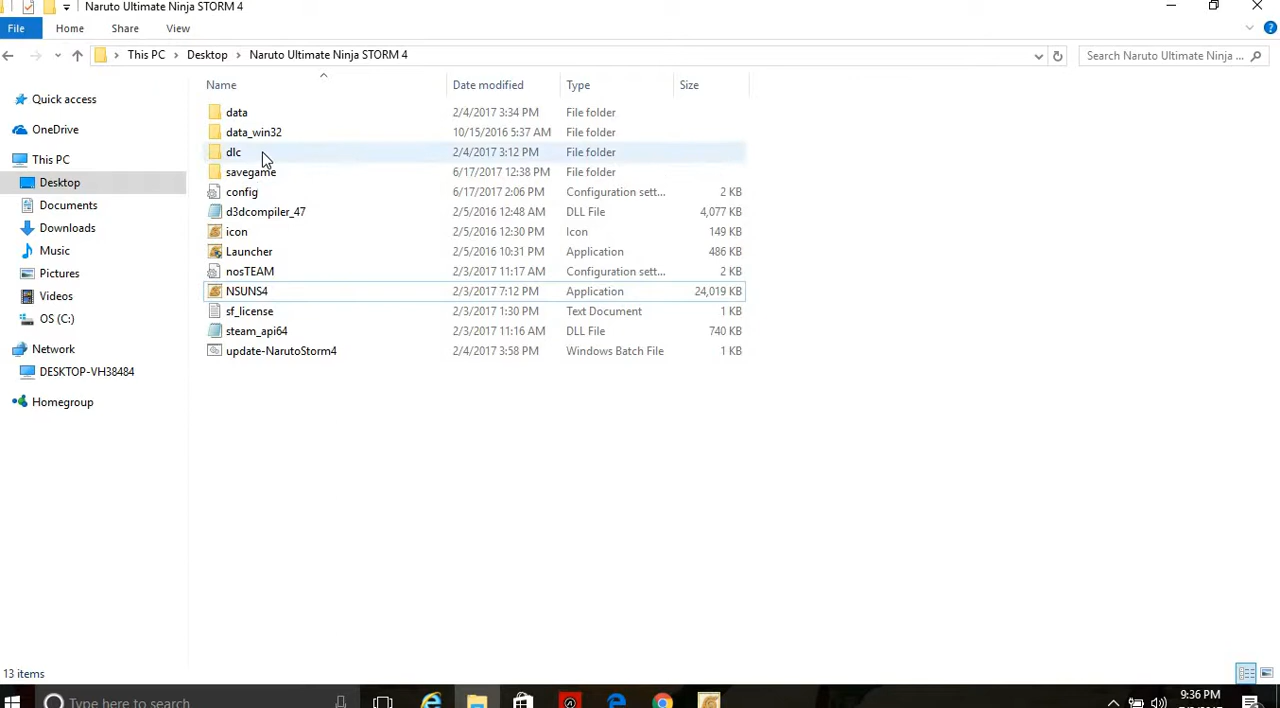 Naruto Ultimate Ninja STORM 4
File Home Share View
This PC Desktop Naruto Ultimate Ninja STORM 4 Search Naruto Ultimate Ninja ...
Name Date modified Type Size
Quick access
OneDrive
This PC
Desktop
Documents
Downloads
Music
Pictures
Videos
OS (C:)
Network
DESKTOP-VH38484
Homegroup
data 2/4/2017 3:34 PM File folder
data_win32 10/15/2016 5:37 AM File folder
dlc 2/4/2017 3:12 PM File folder
savegame 6/17/2017 12:38 PM File folder
config 6/17/2017 2:06 PM Configuration sett... 2 KB
d3dcompiler_47 2/5/2016 12:48 AM DLL File 4,077 KB
icon 2/5/2016 12:30 PM Icon 149 KB
Launcher 2/5/2016 10:31 PM Application 486 KB
nosTEAM 2/3/2017 11:17 AM Configuration sett... 2 KB
NSUNS4 2/3/2017 7:12 PM Application 24,019 KB
sf_license 2/3/2017 1:30 PM Text Document 1 KB
steam_api64 2/3/2017 11:16 AM DLL File 740 KB
update-NarutoStorm4 2/4/2017 3:58 PM Windows Batch File 1 KB
13 items
Type here to search
9:36 PM